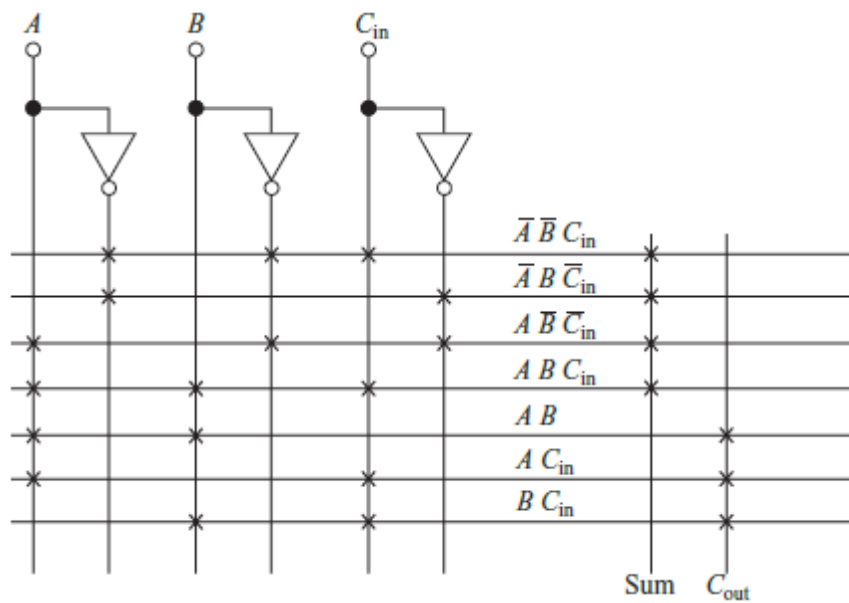 A B C_in
A̅ B̅ C_in
A̅ B C̅_in
A B̅ C̅_in
A B C_in
A B
A C_in
B C_in
Sum C_out